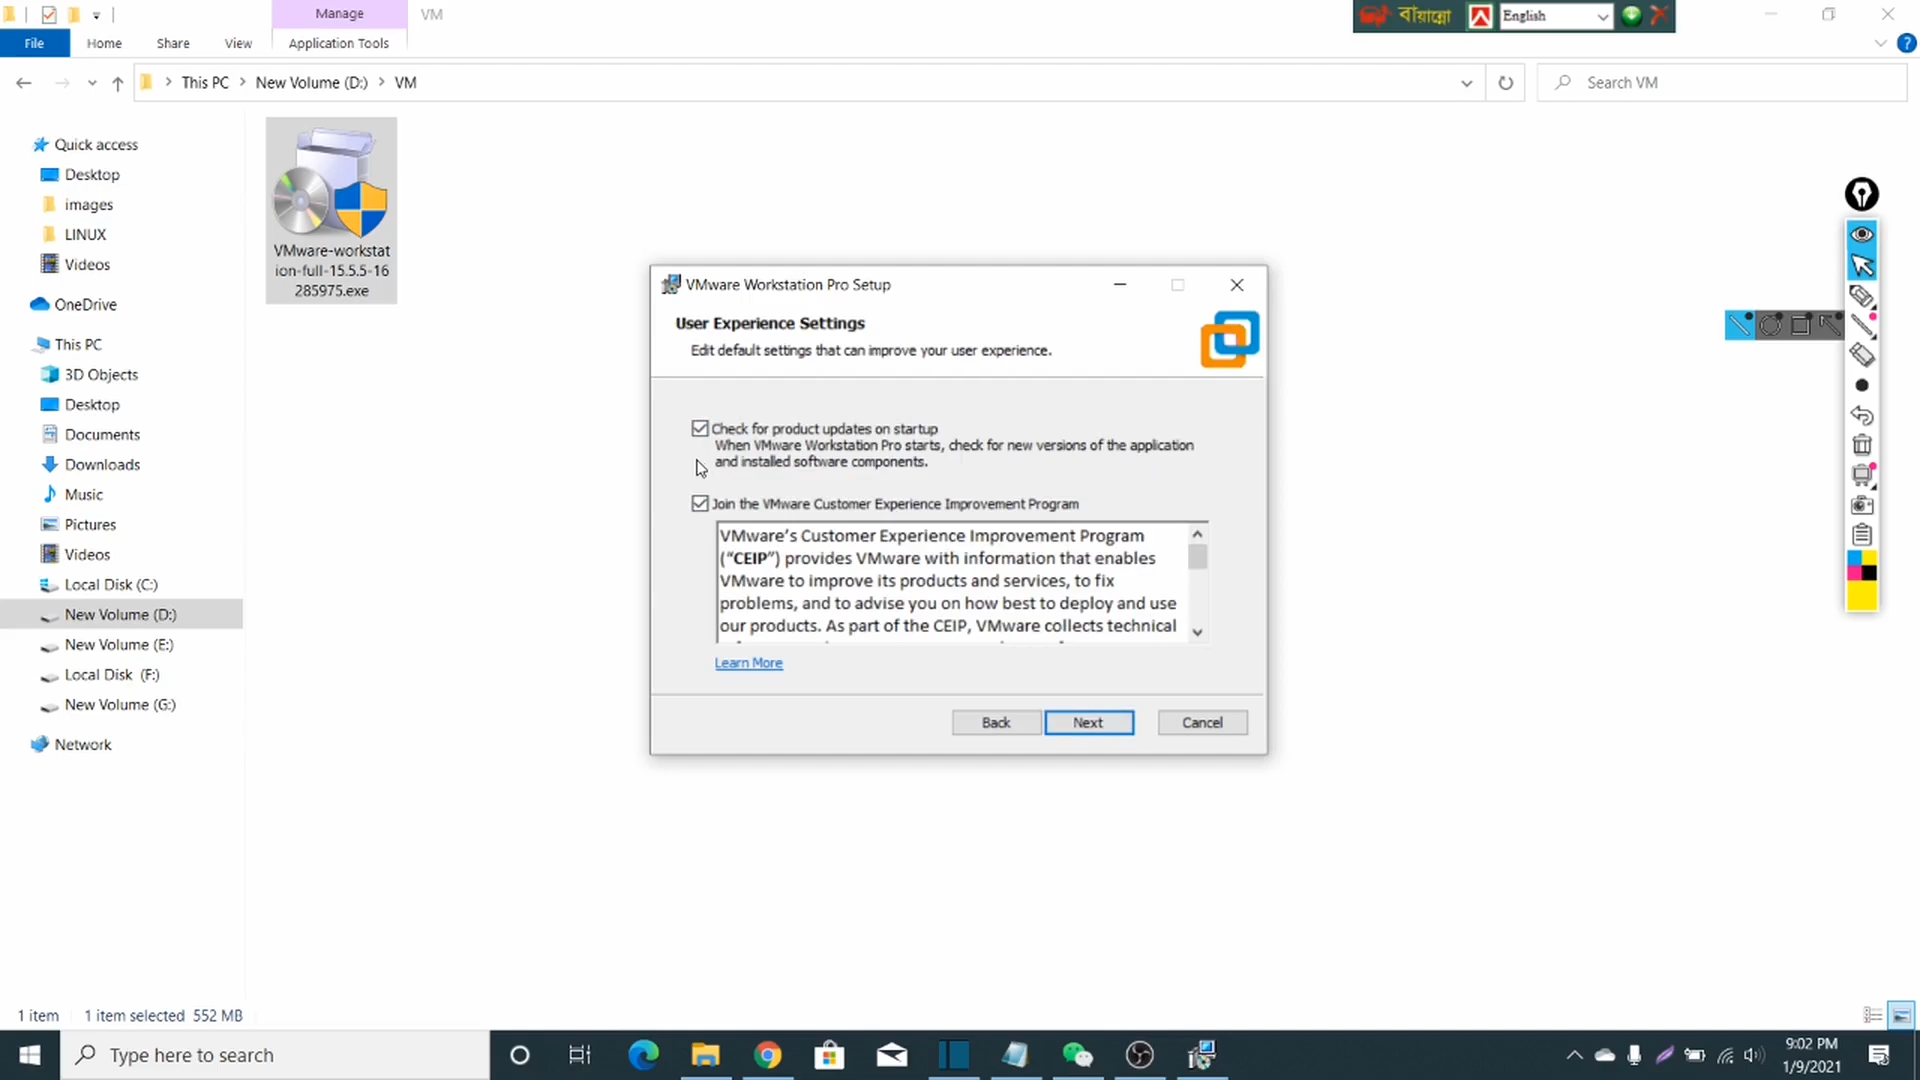 Manage
VM
বায়ান্নো
English
File
Home
Share
View
Application Tools
This PC
New Volume (D:)
VM
Search VM
Quick access
Desktop
images
LINUX
Videos
OneDrive
This PC
3D Objects
Desktop
Documents
Downloads
Music
Pictures
Videos
Local Disk (C:)
New Volume (D:)
New Volume (E:)
Local Disk (F:)
New Volume (G:)
Network
VMware-workstat
ion-full-15.5.5-16
285975.exe
VMware Workstation Pro Setup
User Experience Settings
Edit default settings that can improve your user experience.
Check for product updates on startup
When VMware Workstation Pro starts, check for new versions of the application
and installed software components.
Join the VMware Customer Experience Improvement Program
VMware's Customer Experience Improvement Program
("CEIP") provides VMware with information that enables
VMware to improve its products and services, to fix
problems, and to advise you on how best to deploy and use
our products. As part of the CEIP, VMware collects technical
Learn More
Back
Next
Cancel
1 item
1 item selected 552 MB
Type here to search
9:02 PM
1/9/2021